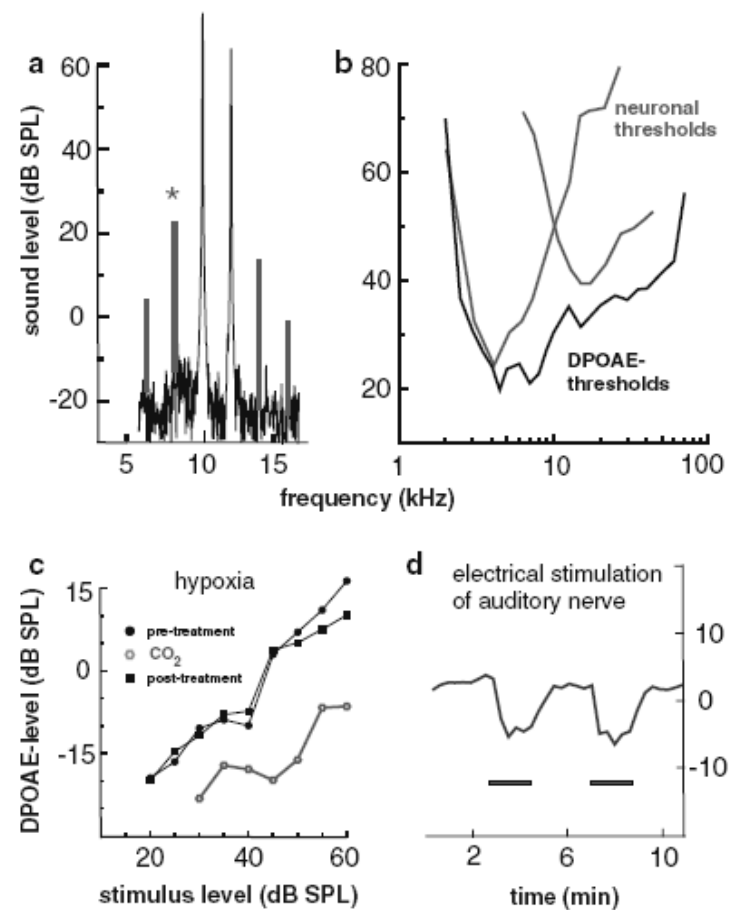 a
b
60
40
20
0
-20
5
10
15
sound level (dB SPL)
*
80
60
40
20
1
10
100
neuronal
thresholds
DPOAE-
thresholds
frequency (kHz)
c
hypoxia
15
0
-15
pre-treatment
CO2
post-treatment
DPOAE-level (dB SPL)
20
40
60
stimulus level (dB SPL)
d
electrical stimulation
of auditory nerve
10
0
-10
2
6
10
time (min)